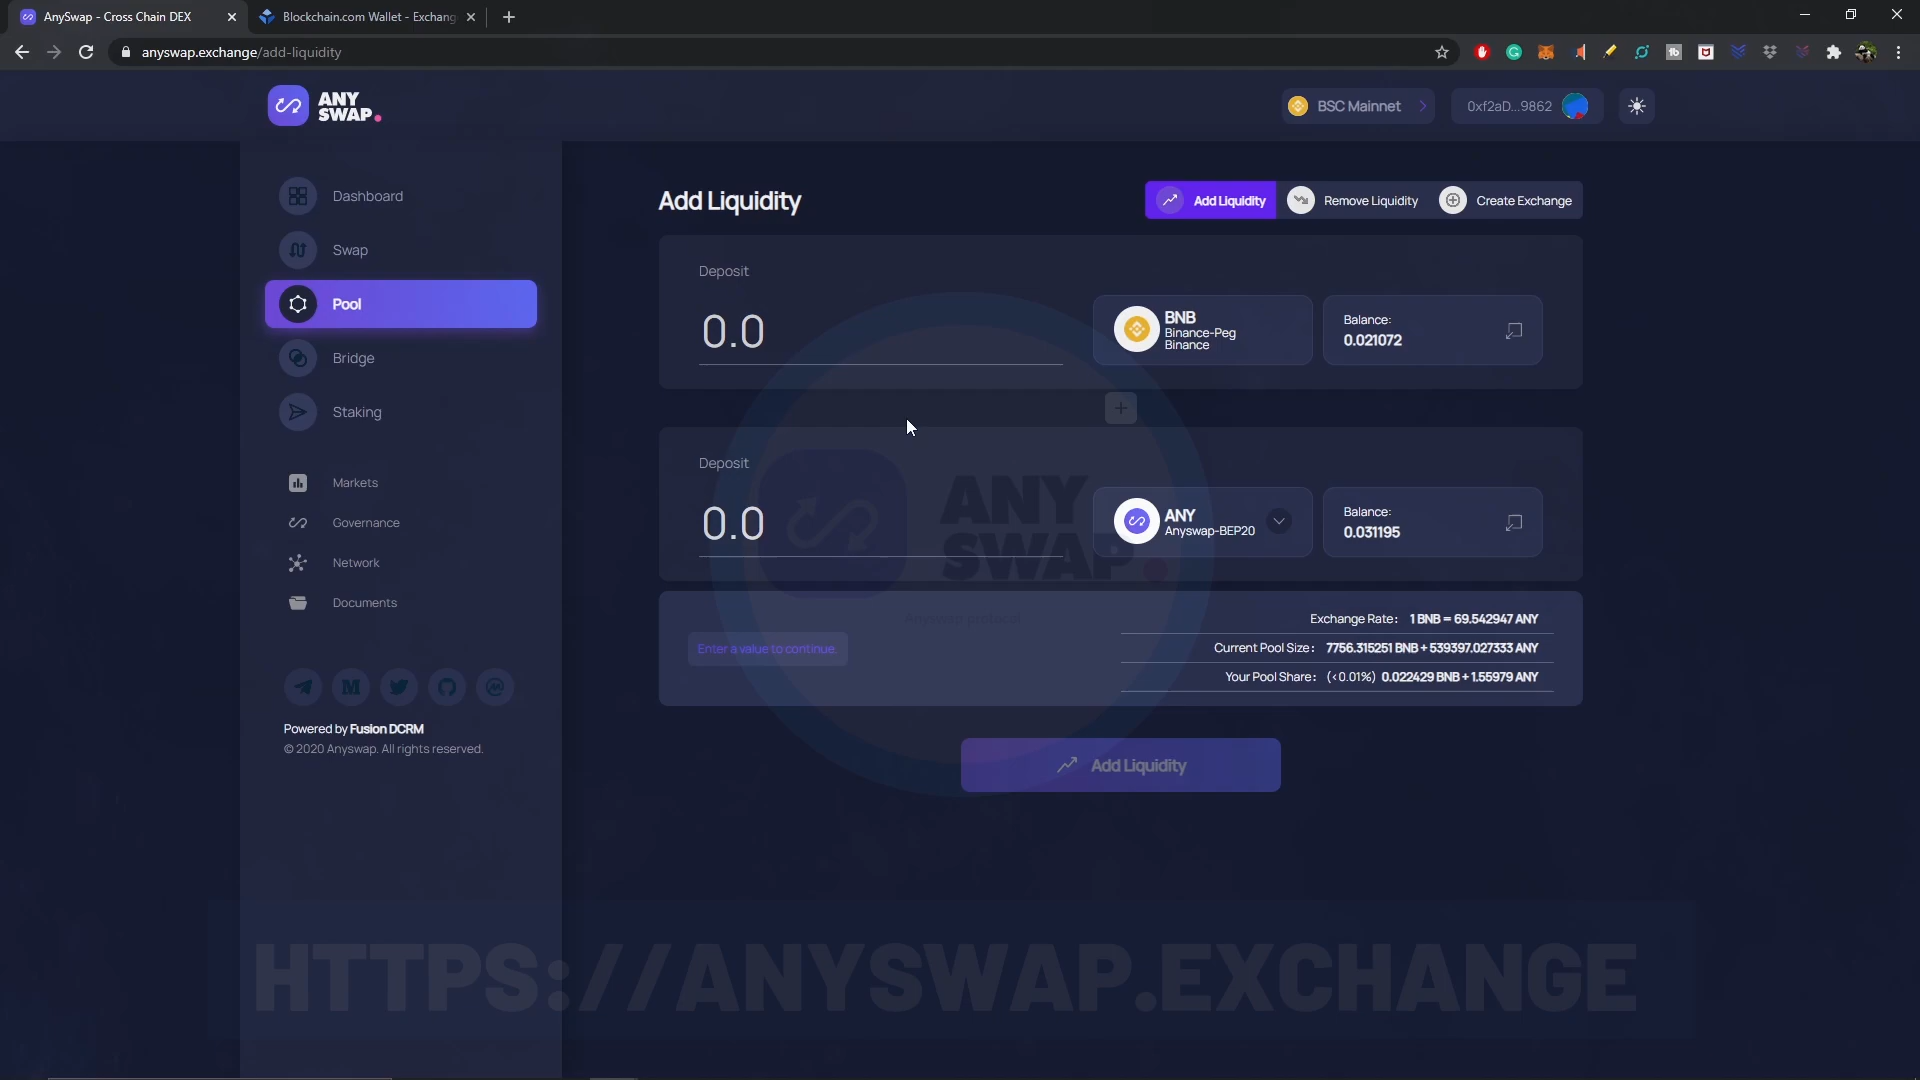 AnySwap - Cross Chain DEX
Blockchain.com Wallet - Exchang
anyswap.exchange/add-liquidity
ANY
SWAP.
BSC Mainnet
0xf2aD...9862
Dashboard
Swap
Pool
Bridge
Staking
Markets
Governance
Network
Documents
Powered by Fusion DCRM
© 2020 Anyswap. All rights reserved.
Add Liquidity
Add Liquidity
Remove Liquidity
Create Exchange
Deposit
0.0
BNB
Binance-Peg
Binance
Balance:
0.021072
Deposit
0.0
ANY
Anyswap-BEP20
Balance:
0.031195
ANY
SWAP.
Anyswap protocal
Enter a value to continue.
Exchange Rate: 1 BNB = 69.542947 ANY
Current Pool Size: 7756.315251 BNB + 539397.027333 ANY
Your Pool Share: (<0.01%) 0.022429 BNB + 1.55979 ANY
Add Liquidity
HTTPS://ANYSWAP.EXCHANGE